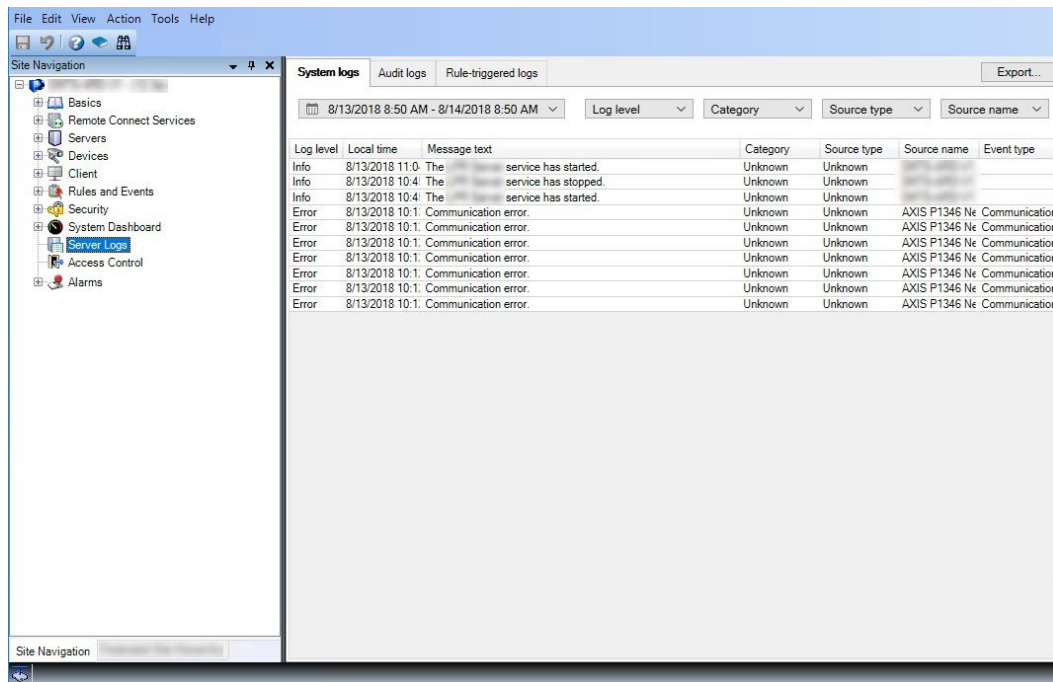 File Edit View Action Tools Help
Site Navigation
Basics
Remote Connect Services
Servers
Devices
Client
Rules and Events
Security
System Dashboard
Server Logs
Access Control
Alarms
Site Navigation
System logs Audit logs Rule-triggered logs Export...
8/13/2018 8:50 AM - 8/14/2018 8:50 AM Log level Category Source type Source name
Log level Local time Message text Category Source type Source name Event type
Info 8/13/2018 11:0 The service has started. Unknown Unknown
Info 8/13/2018 10:4 The service has stopped. Unknown Unknown
Info 8/13/2018 10:4 The service has started. Unknown Unknown
Error 8/13/2018 10:1 Communication error. Unknown Unknown AXIS P1346 Ne Communication
Error 8/13/2018 10:1 Communication error. Unknown Unknown AXIS P1346 Ne Communication
Error 8/13/2018 10:1 Communication error. Unknown Unknown AXIS P1346 Ne Communication
Error 8/13/2018 10:1 Communication error. Unknown Unknown AXIS P1346 Ne Communication
Error 8/13/2018 10:1 Communication error. Unknown Unknown AXIS P1346 Ne Communication
Error 8/13/2018 10:1 Communication error. Unknown Unknown AXIS P1346 Ne Communication
Error 8/13/2018 10:1 Communication error. Unknown Unknown AXIS P1346 Ne Communication